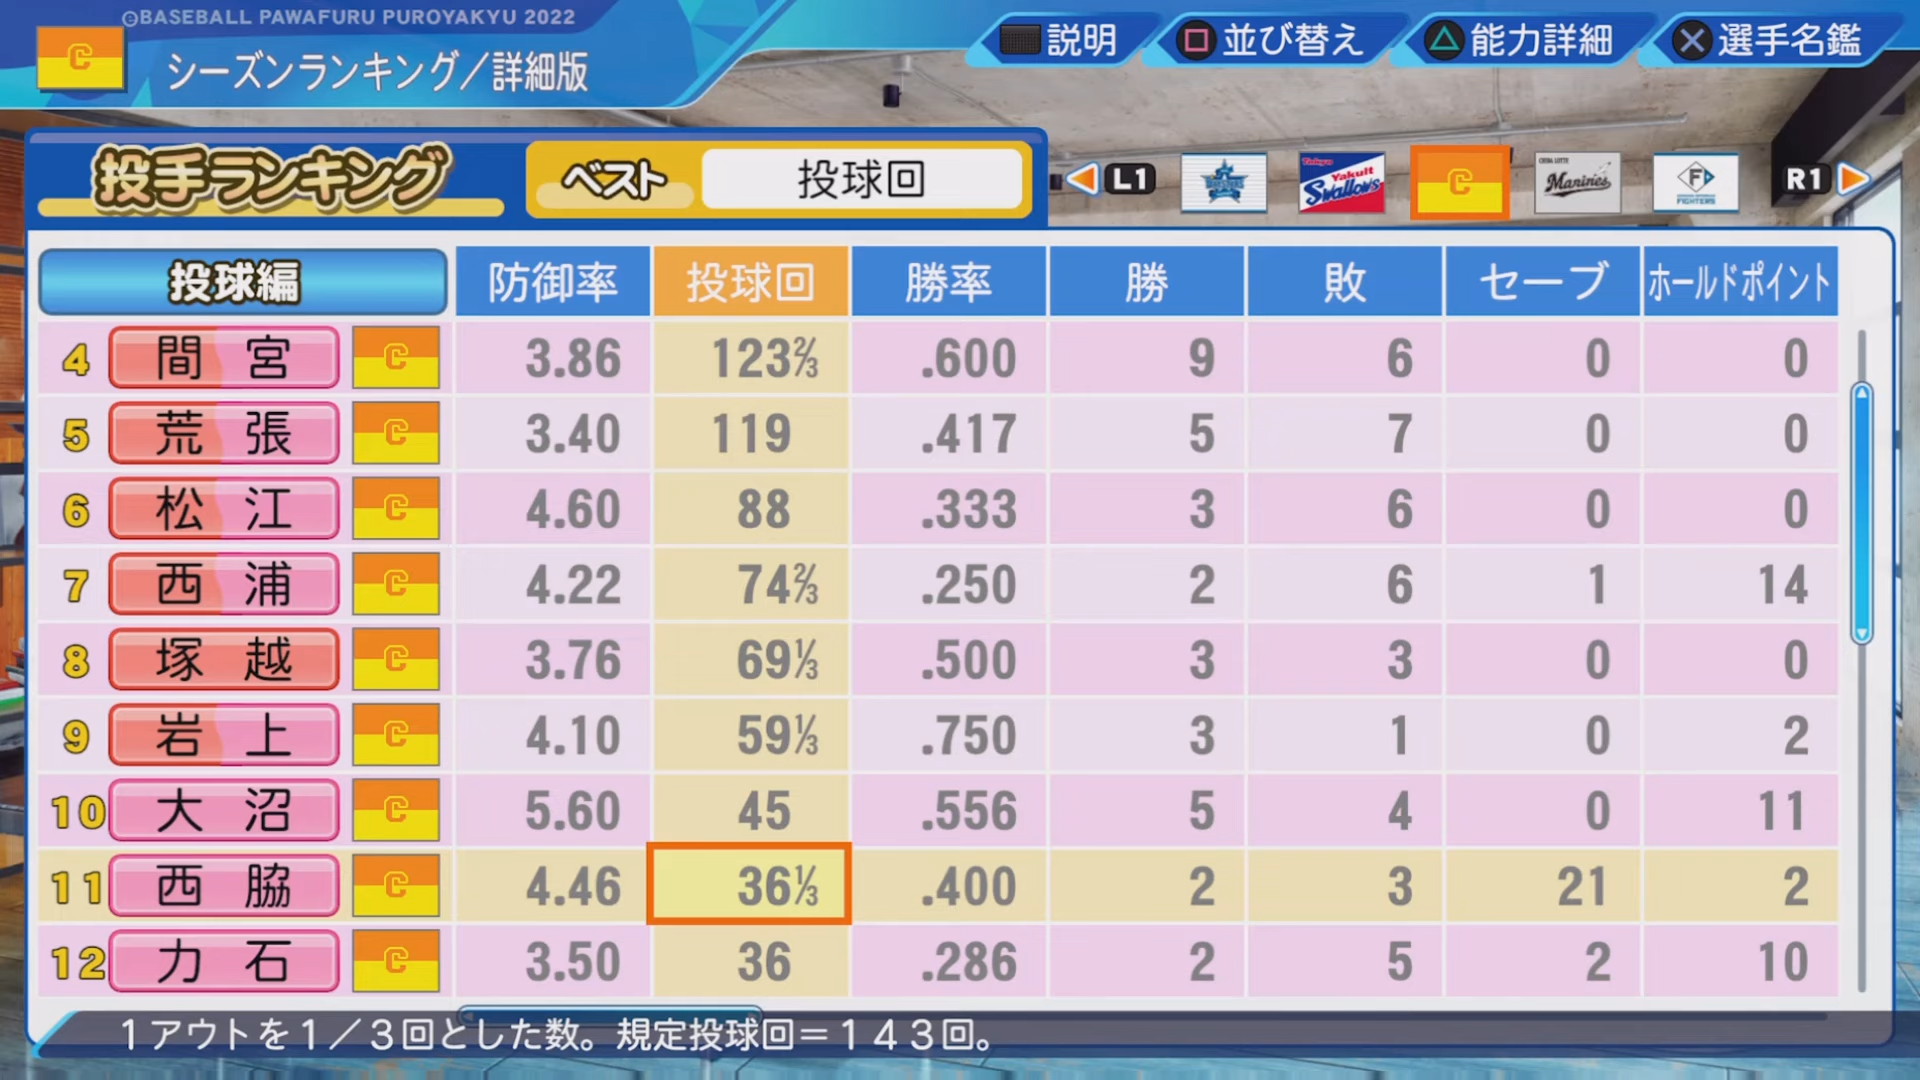 ©BASEBALL PAWAFURU PUROYAKYU 2022
C シーズンランキング／詳細版
説明 並び替え 能力詳細 選手名鑑
投手ランキング ベスト 投球回
L1 Tokyo Yakult Swallows C CHIBA LOTTE Marines F FIGHTERS R1
投球編 防御率 投球回 勝率 勝 敗 セーブ ホールドポイント
4 間宮 C 3.86 123⅔ .600 9 6 0 0
5 荒張 C 3.40 119 .417 5 7 0 0
6 松江 C 4.60 88 .333 3 6 0 0
7 西浦 C 4.22 74⅔ .250 2 6 1 14
8 塚越 C 3.76 69⅓ .500 3 3 0 0
9 岩上 C 4.10 59⅓ .750 3 1 0 2
10 大沼 C 5.60 45 .556 5 4 0 11
11 西脇 C 4.46 36⅓ .400 2 3 21 2
12 力石 C 3.50 36 .286 2 5 2 10
１アウトを１／３回とした数。規定投球回＝１４３回。